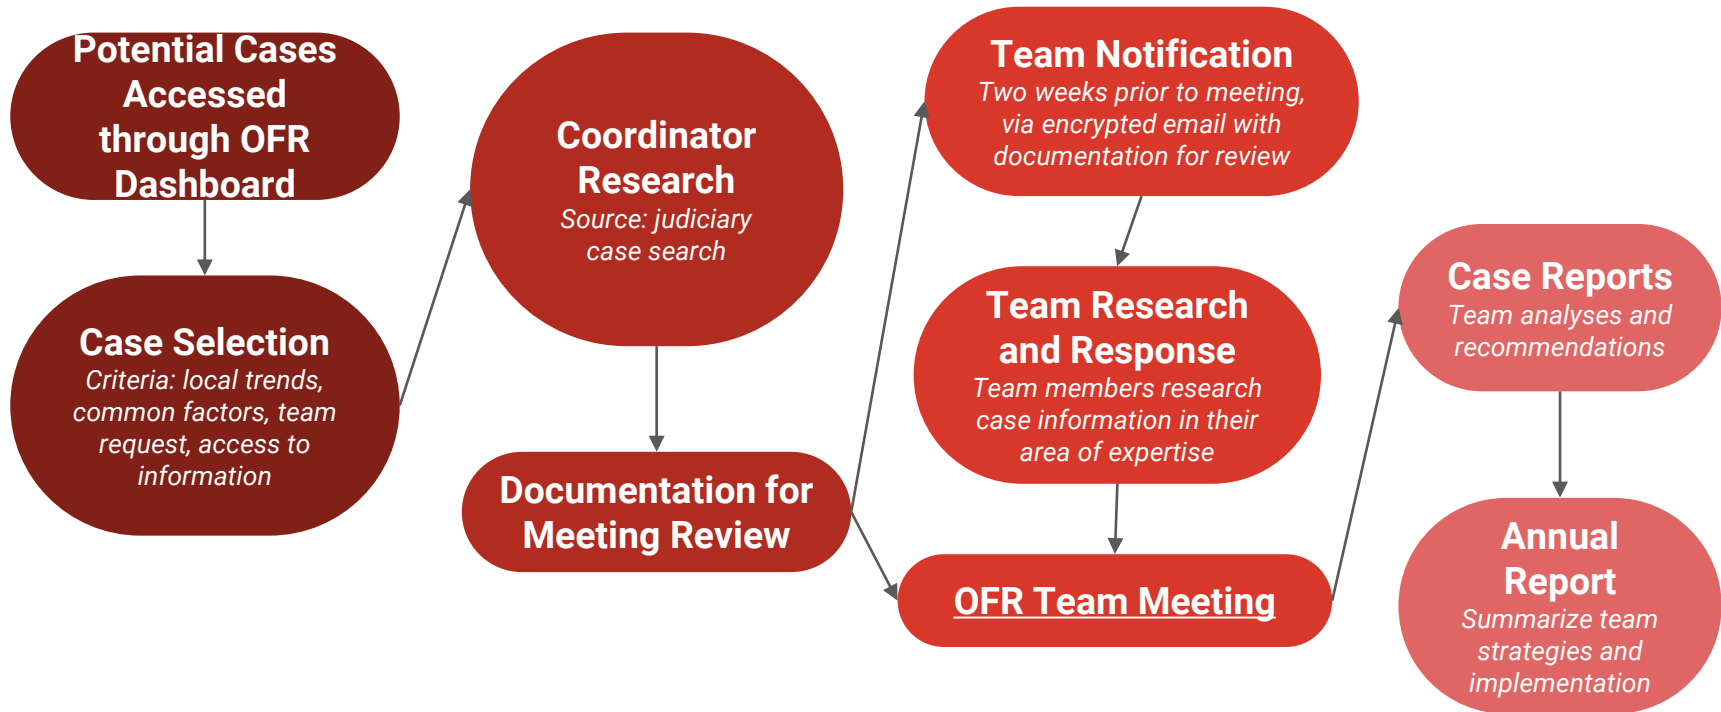 Potential Cases
Accessed
through OFR
Dashboard
Case Selection
Criteria: local trends,
common factors, team
request, access to
information
Coordinator
Research
Source: judiciary
case search
Documentation for
Meeting Review
Team Notification
Two weeks prior to meeting,
via encrypted email with
documentation for review
Team Research
and Response
Team members research
case information in their
area of expertise
OFR Team Meeting
Case Reports
Team analyses and
recommendations
Annual
Report
Summarize team
strategies and
implementation